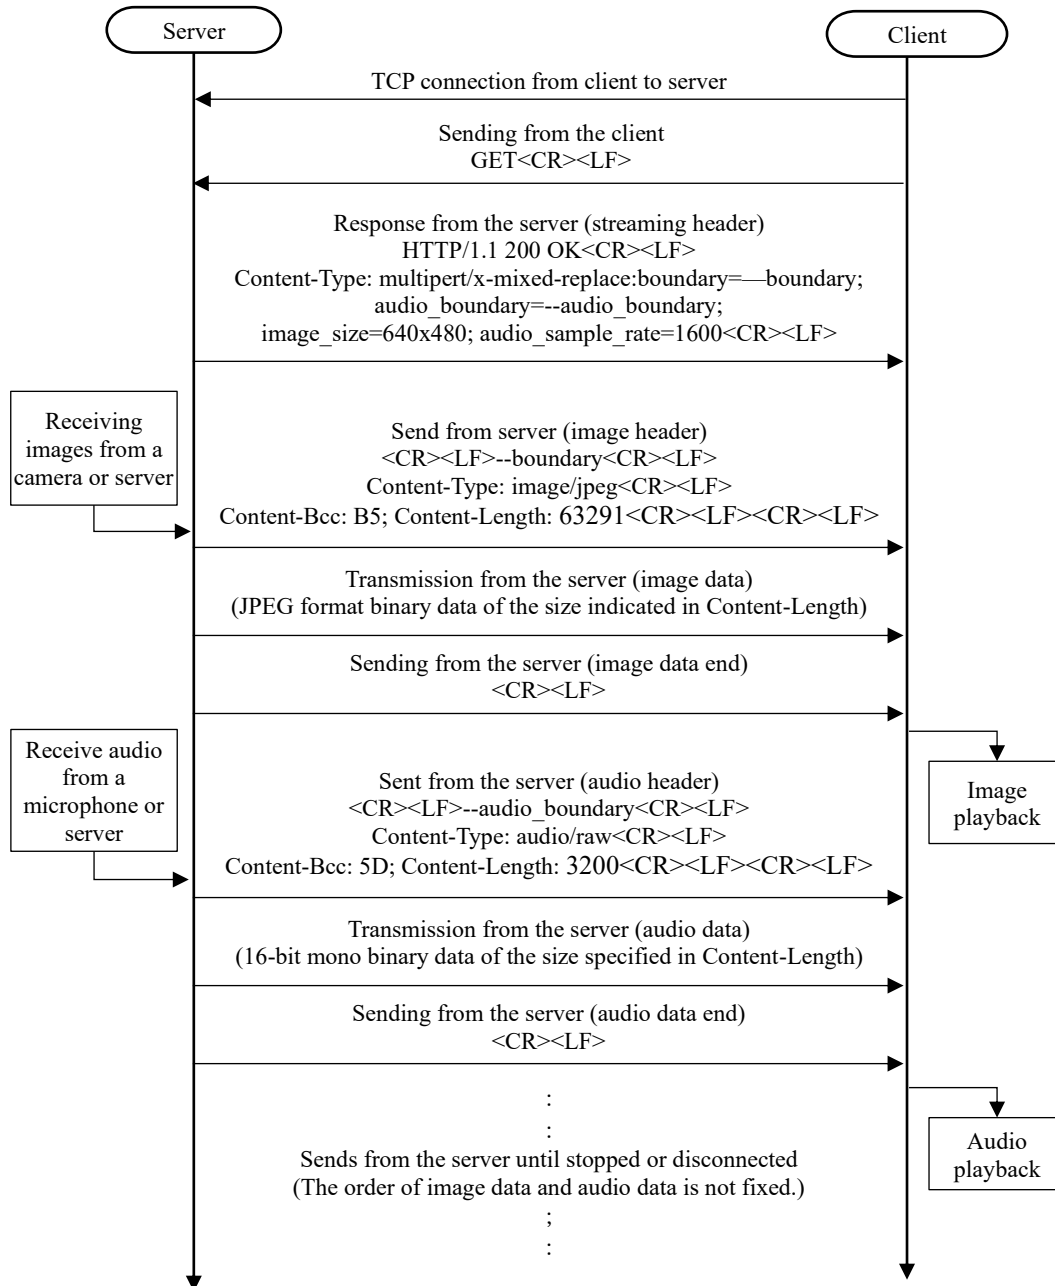 Server
Client
TCP connection from client to server
Sending from the client
GET<CR><LF>
Response from the server (streaming header)
HTTP/1.1 200 OK<CR><LF>
Content-Type: multipert/x-mixed-replace:boundary=—boundary;
audio_boundary=--audio_boundary;
image_size=640x480; audio_sample_rate=1600<CR><LF>
Receiving
images from a
camera or server
Send from server (image header)
<CR><LF>--boundary<CR><LF>
Content-Type: image/jpeg<CR><LF>
Content-Bcc: B5; Content-Length: 63291<CR><LF><CR><LF>
Transmission from the server (image data)
(JPEG format binary data of the size indicated in Content-Length)
Sending from the server (image data end)
<CR><LF>
Receive audio
from a
microphone or
server
Image
playback
Sent from the server (audio header)
<CR><LF>--audio_boundary<CR><LF>
Content-Type: audio/raw<CR><LF>
Content-Bcc: 5D; Content-Length: 3200<CR><LF><CR><LF>
Transmission from the server (audio data)
(16-bit mono binary data of the size specified in Content-Length)
Sending from the server (audio data end)
<CR><LF>
:
:
Audio
playback
Sends from the server until stopped or disconnected
(The order of image data and audio data is not fixed.)
;
: